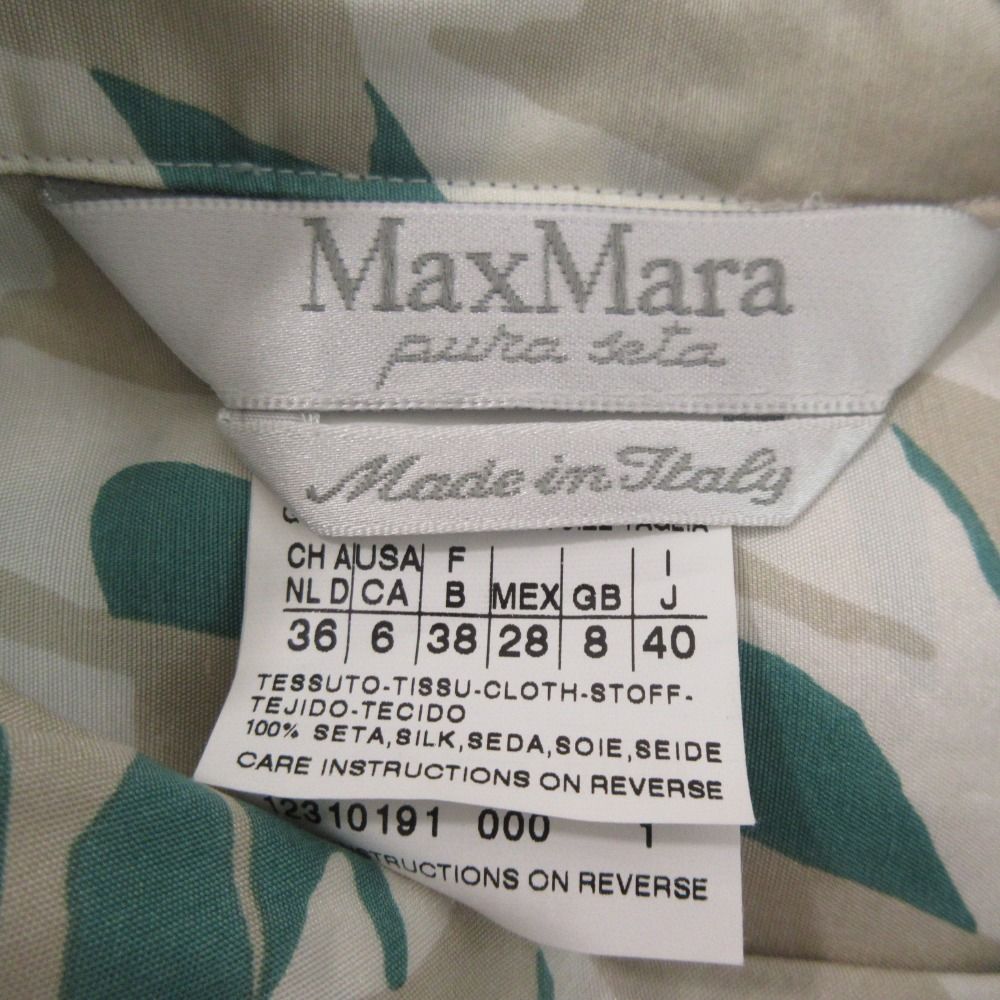 MaxMara
pura seta
Made in Italy
TAGLIA
CH A USA F I
NL D CA B MEX GB J
36 6 38 28 8 40
TESSUTO-TISSU-CLOTH-STOFF-
TEJIDO-TECIDO
100% SETA,SILK,SEDA,SOIE,SEIDE
CARE INSTRUCTIONS ON REVERSE
12310191 000 1
INSTRUCTIONS ON REVERSE